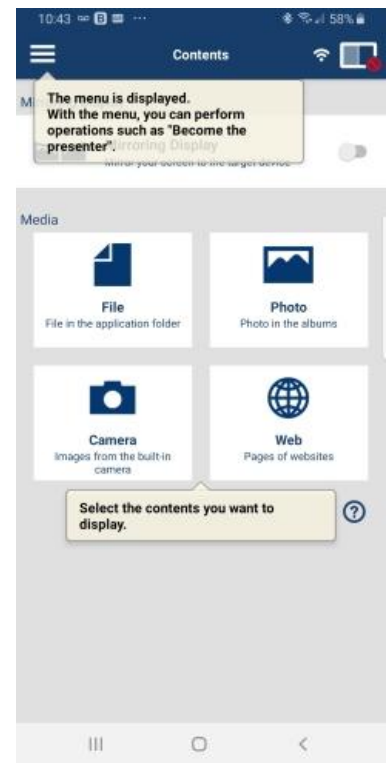 10:43
58%
Contents
M
The menu is displayed.
With the menu, you can perform
operations such as "Become the
presenter".
Mirroring Display
Mirror your screen to the target device
Media
File
File in the application folder
Photo
Photo in the albums
Camera
Images from the built-in
camera
Web
Pages of websites
Select the contents you want to
display.
?